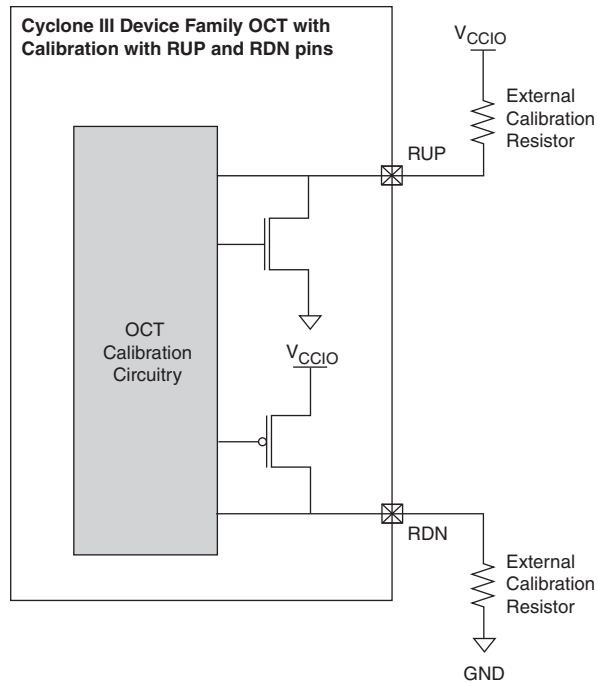 Cyclone III Device Family OCT with
Calibration with RUP and RDN pins
VCCIO
External
Calibration
Resistor
RUP
OCT
Calibration
Circuitry
VCCIO
RDN
External
Calibration
Resistor
GND